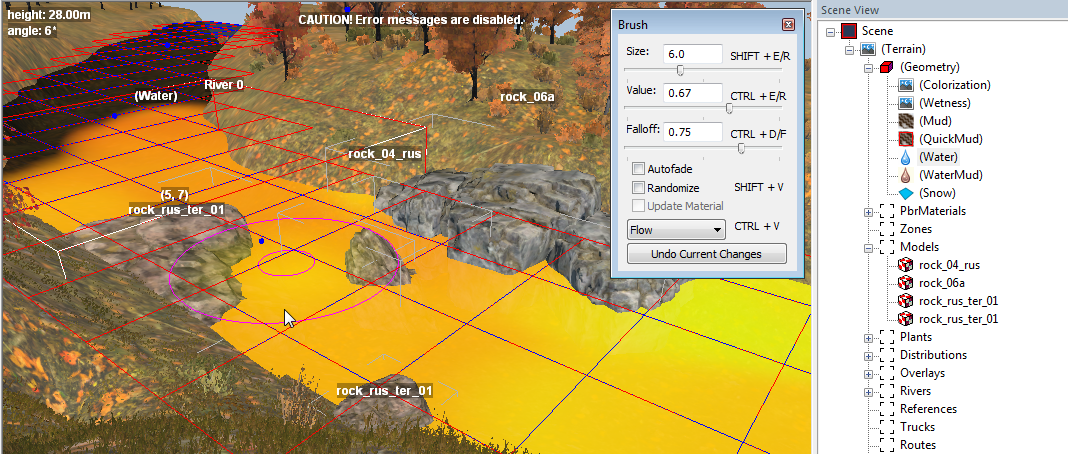 height: 28.00m
angle: 6*
CAUTION! Error messages are disabled.
River 0
(Water)
rock_06a
rock_04_rus
(5, 7)
rock_rus_ter_01
rock_rus_ter_01
Brush
Size: 6.0 SHIFT + E/R
Value: 0.67 CTRL + E/R
Falloff: 0.75 CTRL + D/F
Autofade
Randomize SHIFT + V
Update Material
Flow CTRL + V
Undo Current Changes
Scene View
Scene
(Terrain)
(Geometry)
(Colorization)
(Wetness)
(Mud)
(QuickMud)
(Water)
(WaterMud)
(Snow)
PbrMaterials
Zones
Models
rock_04_rus
rock_06a
rock_rus_ter_01
rock_rus_ter_01
Plants
Distributions
Overlays
Rivers
References
Trucks
Routes